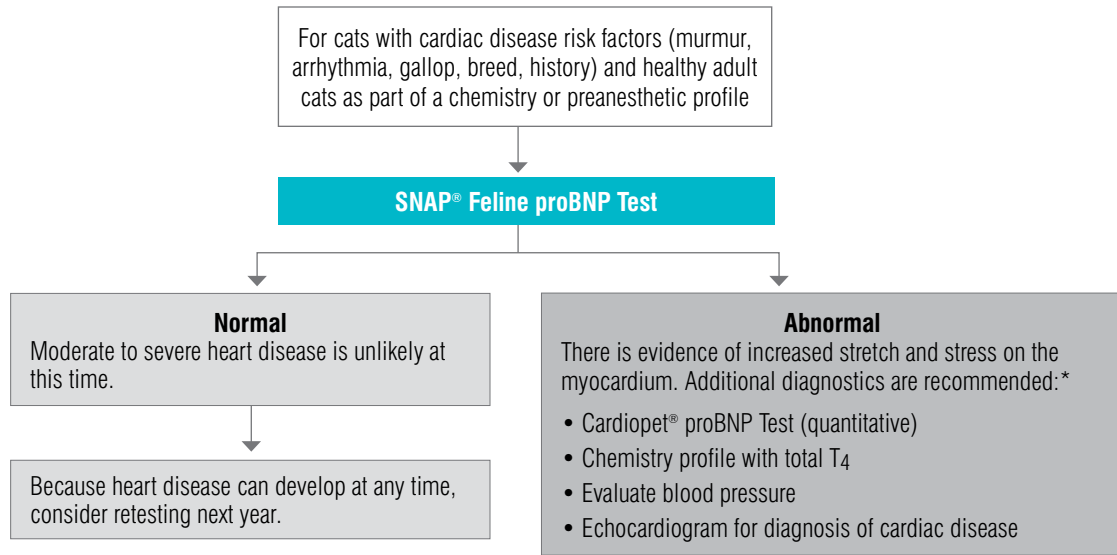 For cats with cardiac disease risk factors (murmur,
arrhythmia, gallop, breed, history) and healthy adult
cats as part of a chemistry or preanesthetic profile
SNAP® Feline proBNP Test
Normal
Moderate to severe heart disease is unlikely at
this time.
Because heart disease can develop at any time,
consider retesting next year.
Abnormal
There is evidence of increased stretch and stress on the
myocardium. Additional diagnostics are recommended:*
• Cardiopet® proBNP Test (quantitative)
• Chemistry profile with total T4
• Evaluate blood pressure
• Echocardiogram for diagnosis of cardiac disease